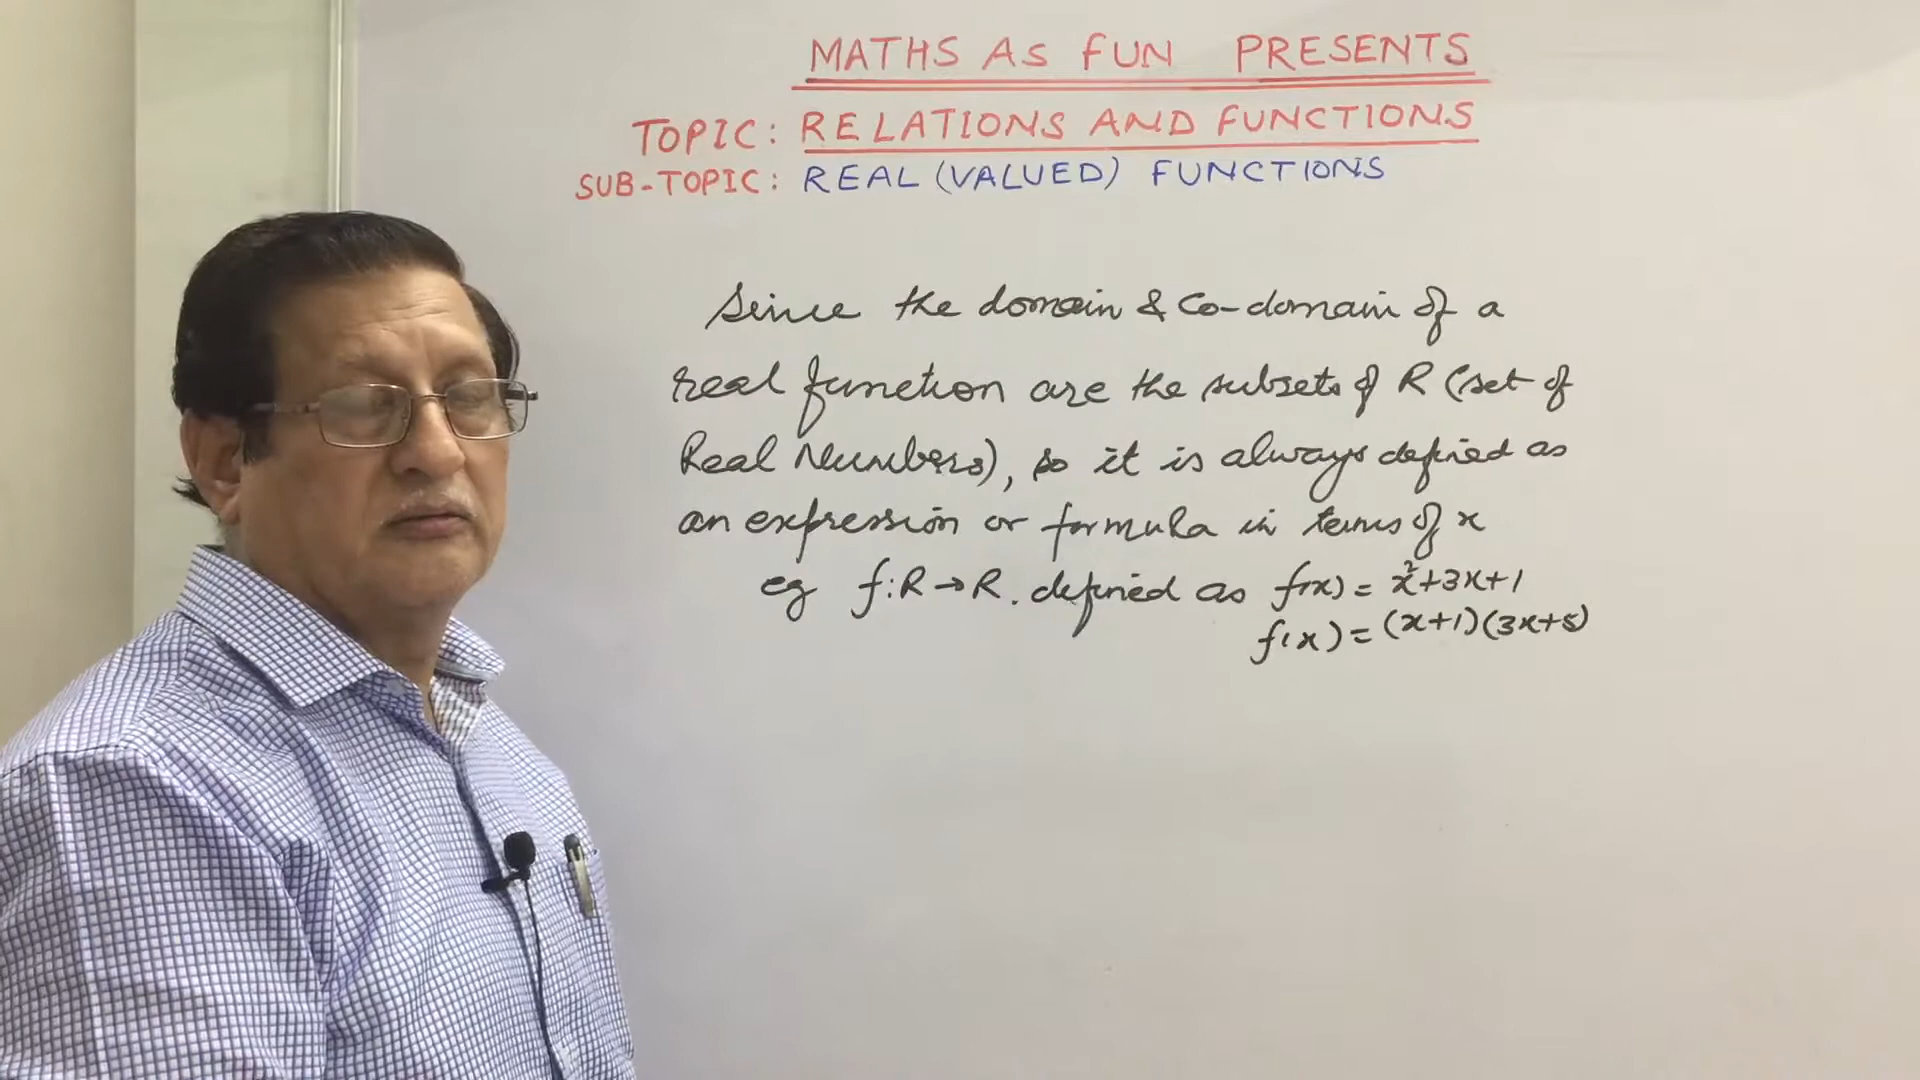 MATHS AS FUN PRESENTS
TOPIC: RELATIONS AND FUNCTIONS
SUB-TOPIC: REAL (VALUED) FUNCTIONS
Since the domain & Co-domain of a
real function are the subsets of R (set of
Real Numbers), so it is always defined as
an expression or formula in terms of x
eg f: R → R. defined as f(x) = x²+3x+1
f(x) = (x+1)(3x+5)